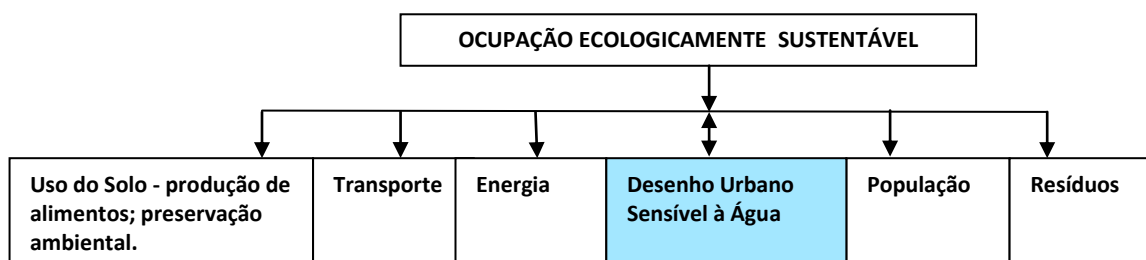 OCUPAÇÃO ECOLOGICAMENTE SUSTENTÁVEL
Uso do Solo - produção de
alimentos; preservação
ambiental.
Transporte
Energia
Desenho Urbano
Sensível à Água
População
Resíduos